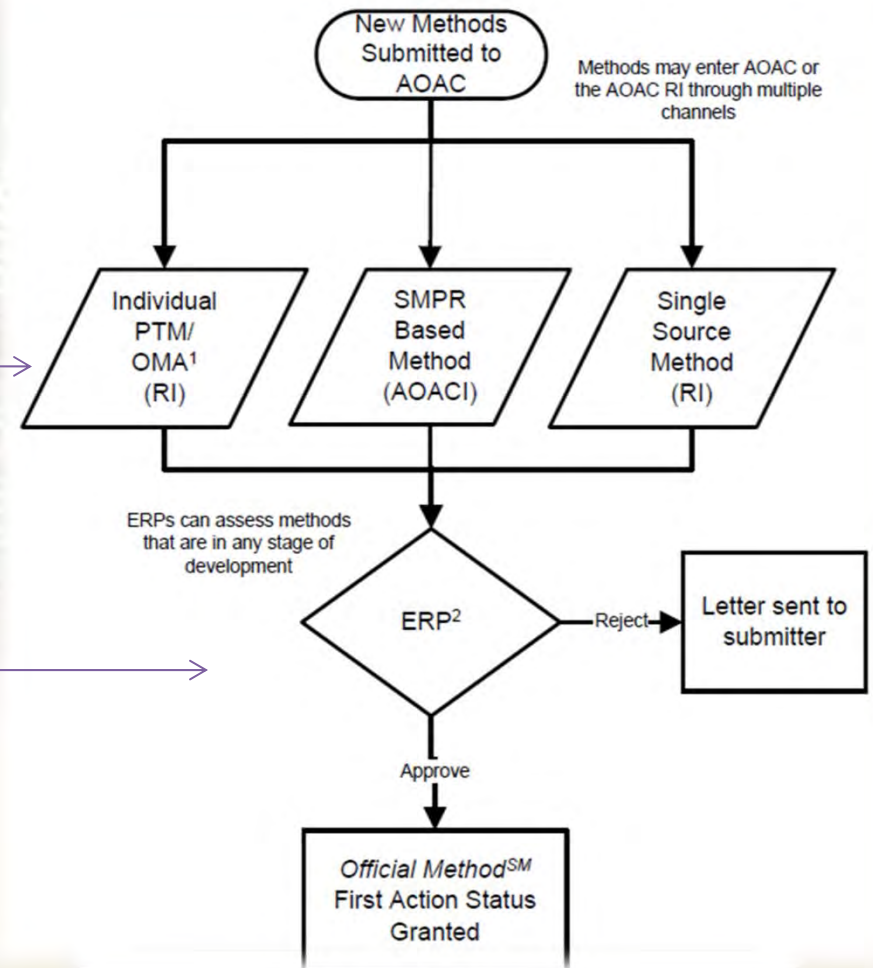 New Methods
Submitted to
AOAC
Methods may enter AOAC or
the AOAC RI through multiple
channels
Individual
PTM/
OMA¹
(RI)
SMPR
Based
Method
(AOACI)
Single
Source
Method
(RI)
ERPs can assess methods
that are in any stage of
development
ERP²
Reject
Letter sent to
submitter
Approve
Official Methodˢᴹ
First Action Status
Granted